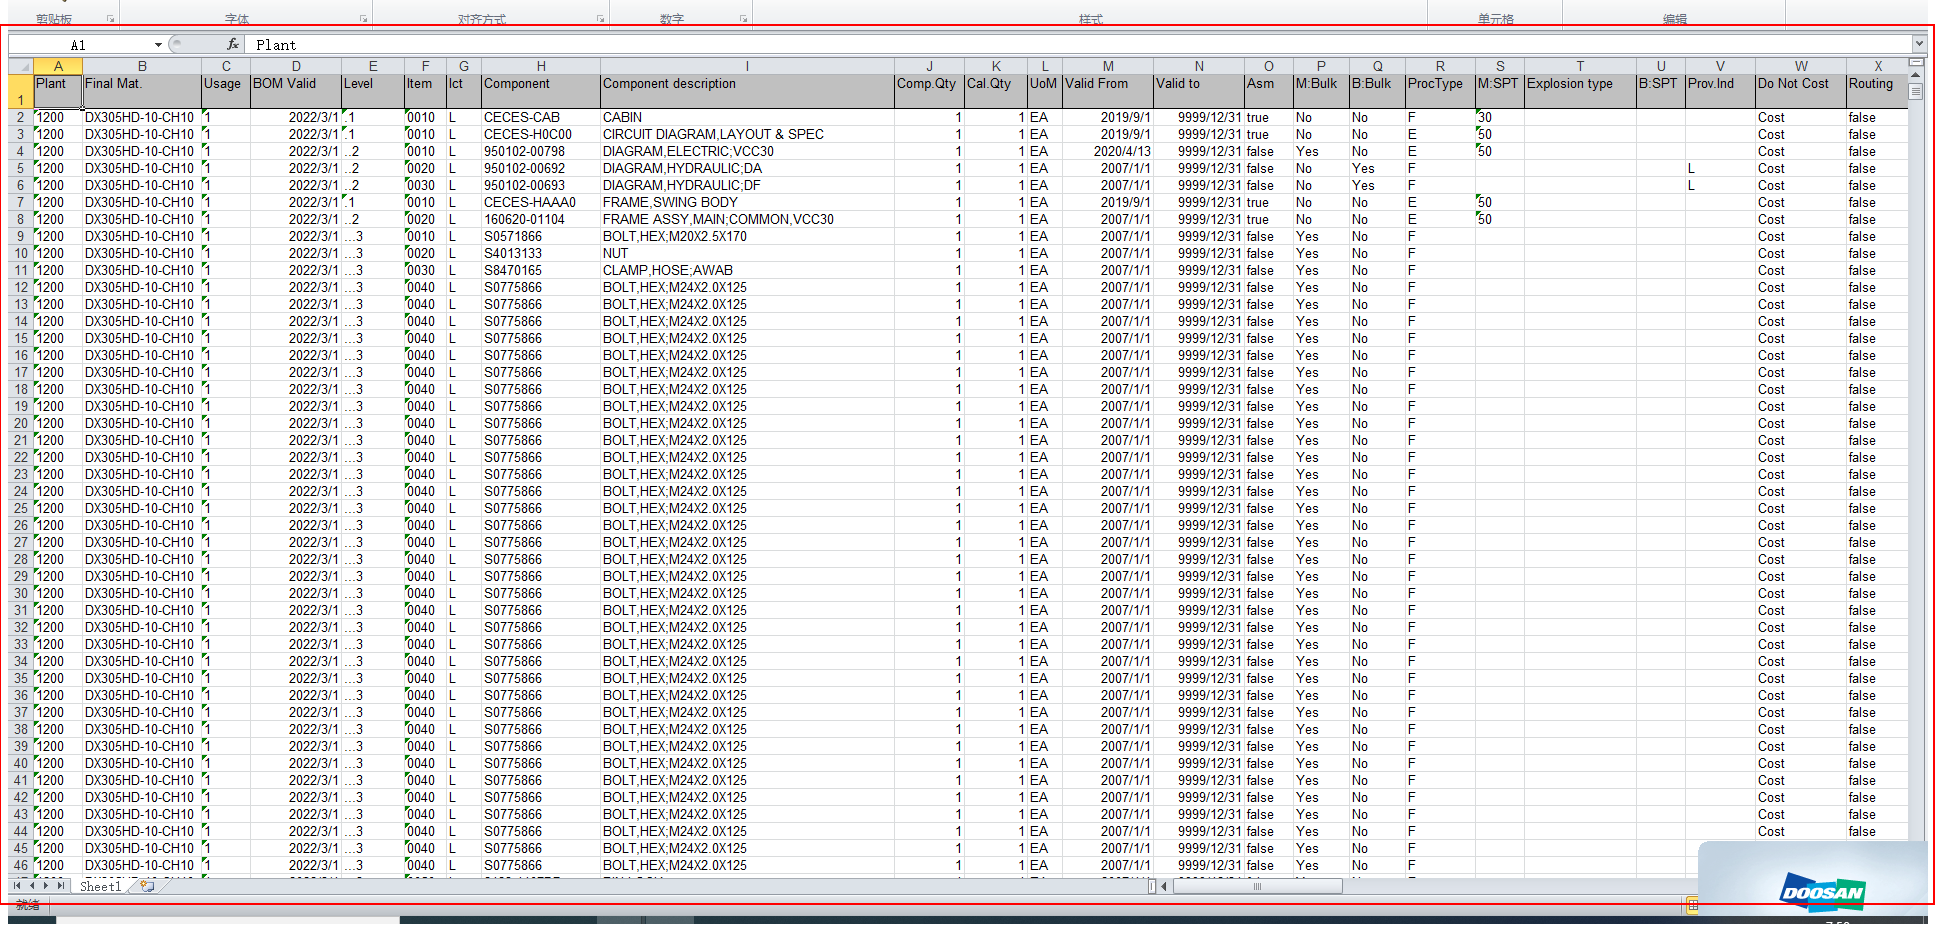 剪贴板 字体 对齐方式 数字 样式 单元格 编辑
A1 fx Plant
A B C D E F G H I J K L M N O P Q R S T U V W X
1 Plant Final Mat. Usage BOM Valid Level Item Ict Component Component description Comp.Qty Cal.Qty UoM Valid From Valid to Asm M:Bulk B:Bulk ProcType M:SPT Explosion type B:SPT Prov.Ind Do Not Cost Routing
2 1200 DX305HD-10-CH10 1 2022/3/1 .1 0010 L CECES-CAB CABIN 1 1 EA 2019/9/1 9999/12/31 true No No F 30 Cost false
3 1200 DX305HD-10-CH10 1 2022/3/1 .1 0010 L CECES-H0C00 CIRCUIT DIAGRAM,LAYOUT & SPEC 1 1 EA 2019/9/1 9999/12/31 true No No E 50 Cost false
4 1200 DX305HD-10-CH10 1 2022/3/1 ..2 0010 L 950102-00798 DIAGRAM,ELECTRIC;VCC30 1 1 EA 2020/4/13 9999/12/31 false Yes No E 50 Cost false
5 1200 DX305HD-10-CH10 1 2022/3/1 ..2 0020 L 950102-00692 DIAGRAM,HYDRAULIC;DA 1 1 EA 2007/1/1 9999/12/31 false No Yes F L Cost false
6 1200 DX305HD-10-CH10 1 2022/3/1 ..2 0030 L 950102-00693 DIAGRAM,HYDRAULIC;DF 1 1 EA 2007/1/1 9999/12/31 false No Yes F L Cost false
7 1200 DX305HD-10-CH10 1 2022/3/1 .1 0010 L CECES-HAAA0 FRAME,SWING BODY 1 1 EA 2019/9/1 9999/12/31 true No No E 50 Cost false
8 1200 DX305HD-10-CH10 1 2022/3/1 ..2 0020 L 160620-01104 FRAME ASSY,MAIN;COMMON,VCC30 1 1 EA 2007/1/1 9999/12/31 true No No E 50 Cost false
9 1200 DX305HD-10-CH10 1 2022/3/1 ...3 0010 L S0571866 BOLT,HEX;M20X2.5X170 1 1 EA 2007/1/1 9999/12/31 false Yes No F Cost false
10 1200 DX305HD-10-CH10 1 2022/3/1 ...3 0020 L S4013133 NUT 1 1 EA 2007/1/1 9999/12/31 false Yes No F Cost false
11 1200 DX305HD-10-CH10 1 2022/3/1 ...3 0030 L S8470165 CLAMP,HOSE;AWAB 1 1 EA 2007/1/1 9999/12/31 false Yes No F Cost false
12 1200 DX305HD-10-CH10 1 2022/3/1 ...3 0040 L S0775866 BOLT,HEX;M24X2.0X125 1 1 EA 2007/1/1 9999/12/31 false Yes No F Cost false
13 1200 DX305HD-10-CH10 1 2022/3/1 ...3 0040 L S0775866 BOLT,HEX;M24X2.0X125 1 1 EA 2007/1/1 9999/12/31 false Yes No F Cost false
14 1200 DX305HD-10-CH10 1 2022/3/1 ...3 0040 L S0775866 BOLT,HEX;M24X2.0X125 1 1 EA 2007/1/1 9999/12/31 false Yes No F Cost false
15 1200 DX305HD-10-CH10 1 2022/3/1 ...3 0040 L S0775866 BOLT,HEX;M24X2.0X125 1 1 EA 2007/1/1 9999/12/31 false Yes No F Cost false
16 1200 DX305HD-10-CH10 1 2022/3/1 ...3 0040 L S0775866 BOLT,HEX;M24X2.0X125 1 1 EA 2007/1/1 9999/12/31 false Yes No F Cost false
17 1200 DX305HD-10-CH10 1 2022/3/1 ...3 0040 L S0775866 BOLT,HEX;M24X2.0X125 1 1 EA 2007/1/1 9999/12/31 false Yes No F Cost false
18 1200 DX305HD-10-CH10 1 2022/3/1 ...3 0040 L S0775866 BOLT,HEX;M24X2.0X125 1 1 EA 2007/1/1 9999/12/31 false Yes No F Cost false
19 1200 DX305HD-10-CH10 1 2022/3/1 ...3 0040 L S0775866 BOLT,HEX;M24X2.0X125 1 1 EA 2007/1/1 9999/12/31 false Yes No F Cost false
20 1200 DX305HD-10-CH10 1 2022/3/1 ...3 0040 L S0775866 BOLT,HEX;M24X2.0X125 1 1 EA 2007/1/1 9999/12/31 false Yes No F Cost false
21 1200 DX305HD-10-CH10 1 2022/3/1 ...3 0040 L S0775866 BOLT,HEX;M24X2.0X125 1 1 EA 2007/1/1 9999/12/31 false Yes No F Cost false
22 1200 DX305HD-10-CH10 1 2022/3/1 ...3 0040 L S0775866 BOLT,HEX;M24X2.0X125 1 1 EA 2007/1/1 9999/12/31 false Yes No F Cost false
23 1200 DX305HD-10-CH10 1 2022/3/1 ...3 0040 L S0775866 BOLT,HEX;M24X2.0X125 1 1 EA 2007/1/1 9999/12/31 false Yes No F Cost false
24 1200 DX305HD-10-CH10 1 2022/3/1 ...3 0040 L S0775866 BOLT,HEX;M24X2.0X125 1 1 EA 2007/1/1 9999/12/31 false Yes No F Cost false
25 1200 DX305HD-10-CH10 1 2022/3/1 ...3 0040 L S0775866 BOLT,HEX;M24X2.0X125 1 1 EA 2007/1/1 9999/12/31 false Yes No F Cost false
26 1200 DX305HD-10-CH10 1 2022/3/1 ...3 0040 L S0775866 BOLT,HEX;M24X2.0X125 1 1 EA 2007/1/1 9999/12/31 false Yes No F Cost false
27 1200 DX305HD-10-CH10 1 2022/3/1 ...3 0040 L S0775866 BOLT,HEX;M24X2.0X125 1 1 EA 2007/1/1 9999/12/31 false Yes No F Cost false
28 1200 DX305HD-10-CH10 1 2022/3/1 ...3 0040 L S0775866 BOLT,HEX;M24X2.0X125 1 1 EA 2007/1/1 9999/12/31 false Yes No F Cost false
29 1200 DX305HD-10-CH10 1 2022/3/1 ...3 0040 L S0775866 BOLT,HEX;M24X2.0X125 1 1 EA 2007/1/1 9999/12/31 false Yes No F Cost false
30 1200 DX305HD-10-CH10 1 2022/3/1 ...3 0040 L S0775866 BOLT,HEX;M24X2.0X125 1 1 EA 2007/1/1 9999/12/31 false Yes No F Cost false
31 1200 DX305HD-10-CH10 1 2022/3/1 ...3 0040 L S0775866 BOLT,HEX;M24X2.0X125 1 1 EA 2007/1/1 9999/12/31 false Yes No F Cost false
32 1200 DX305HD-10-CH10 1 2022/3/1 ...3 0040 L S0775866 BOLT,HEX;M24X2.0X125 1 1 EA 2007/1/1 9999/12/31 false Yes No F Cost false
33 1200 DX305HD-10-CH10 1 2022/3/1 ...3 0040 L S0775866 BOLT,HEX;M24X2.0X125 1 1 EA 2007/1/1 9999/12/31 false Yes No F Cost false
34 1200 DX305HD-10-CH10 1 2022/3/1 ...3 0040 L S0775866 BOLT,HEX;M24X2.0X125 1 1 EA 2007/1/1 9999/12/31 false Yes No F Cost false
35 1200 DX305HD-10-CH10 1 2022/3/1 ...3 0040 L S0775866 BOLT,HEX;M24X2.0X125 1 1 EA 2007/1/1 9999/12/31 false Yes No F Cost false
36 1200 DX305HD-10-CH10 1 2022/3/1 ...3 0040 L S0775866 BOLT,HEX;M24X2.0X125 1 1 EA 2007/1/1 9999/12/31 false Yes No F Cost false
37 1200 DX305HD-10-CH10 1 2022/3/1 ...3 0040 L S0775866 BOLT,HEX;M24X2.0X125 1 1 EA 2007/1/1 9999/12/31 false Yes No F Cost false
38 1200 DX305HD-10-CH10 1 2022/3/1 ...3 0040 L S0775866 BOLT,HEX;M24X2.0X125 1 1 EA 2007/1/1 9999/12/31 false Yes No F Cost false
39 1200 DX305HD-10-CH10 1 2022/3/1 ...3 0040 L S0775866 BOLT,HEX;M24X2.0X125 1 1 EA 2007/1/1 9999/12/31 false Yes No F Cost false
40 1200 DX305HD-10-CH10 1 2022/3/1 ...3 0040 L S0775866 BOLT,HEX;M24X2.0X125 1 1 EA 2007/1/1 9999/12/31 false Yes No F Cost false
41 1200 DX305HD-10-CH10 1 2022/3/1 ...3 0040 L S0775866 BOLT,HEX;M24X2.0X125 1 1 EA 2007/1/1 9999/12/31 false Yes No F Cost false
42 1200 DX305HD-10-CH10 1 2022/3/1 ...3 0040 L S0775866 BOLT,HEX;M24X2.0X125 1 1 EA 2007/1/1 9999/12/31 false Yes No F Cost false
43 1200 DX305HD-10-CH10 1 2022/3/1 ...3 0040 L S0775866 BOLT,HEX;M24X2.0X125 1 1 EA 2007/1/1 9999/12/31 false Yes No F Cost false
44 1200 DX305HD-10-CH10 1 2022/3/1 ...3 0040 L S0775866 BOLT,HEX;M24X2.0X125 1 1 EA 2007/1/1 9999/12/31 false Yes No F Cost false
45 1200 DX305HD-10-CH10 1 2022/3/1 ...3 0040 L S0775866 BOLT,HEX;M24X2.0X125 1 1 EA 2007/1/1 9999/12/31 false Yes No F
46 1200 DX305HD-10-CH10 1 2022/3/1 ...3 0040 L S0775866 BOLT,HEX;M24X2.0X125 1 1 EA 2007/1/1 9999/12/31 false Yes No F
Sheet1
DOOSAN
就绪